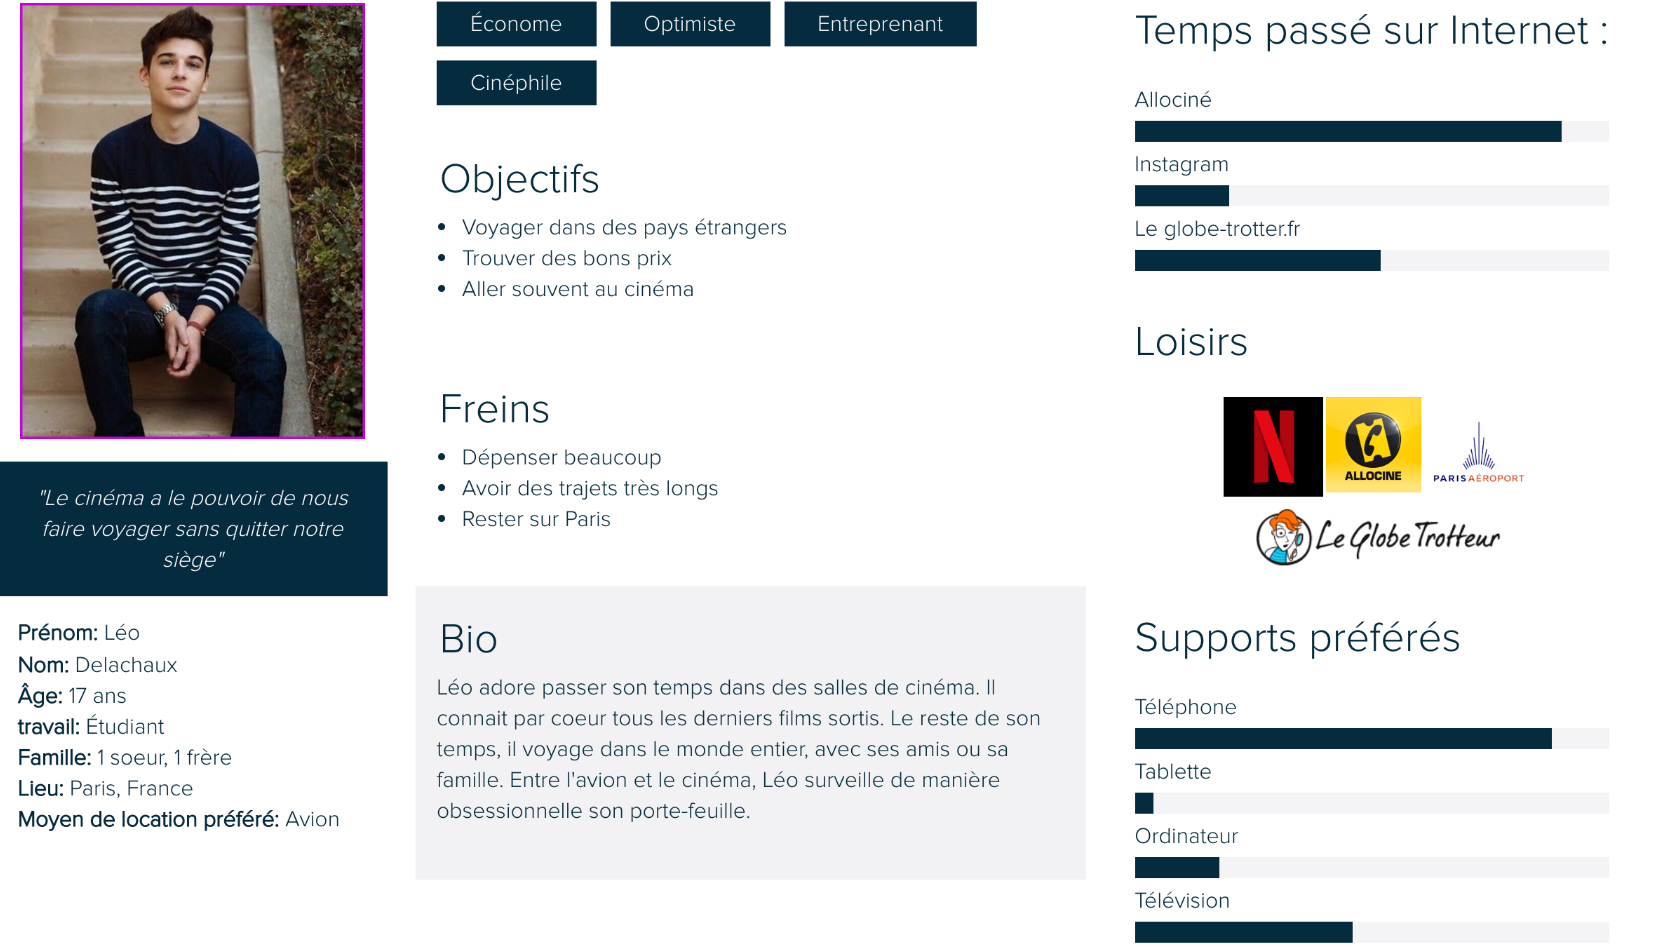 "Le cinéma a le pouvoir de nous
faire voyager sans quitter notre
siège"
Prénom: Léo
Nom: Delachaux
Âge: 17 ans
travail: Étudiant
Famille: 1 soeur, 1 frère
Lieu: Paris, France
Moyen de location préféré: Avion
Économe
Optimiste
Entreprenant
Cinéphile
Objectifs
• Voyager dans des pays étrangers
• Trouver des bons prix
• Aller souvent au cinéma
Freins
• Dépenser beaucoup
• Avoir des trajets très longs
• Rester sur Paris
Bio
Léo adore passer son temps dans des salles de cinéma. Il
connait par coeur tous les derniers films sortis. Le reste de son
temps, il voyage dans le monde entier, avec ses amis ou sa
famille. Entre l'avion et le cinéma, Léo surveille de manière
obsessionnelle son porte-feuille.
Temps passé sur Internet :
Allociné
Instagram
Le globe-trotter.fr
Loisirs
N
ALLOCINE
PARIS AÉROPORT
Le Globe Trotteur
Supports préférés
Téléphone
Tablette
Ordinateur
Télévision